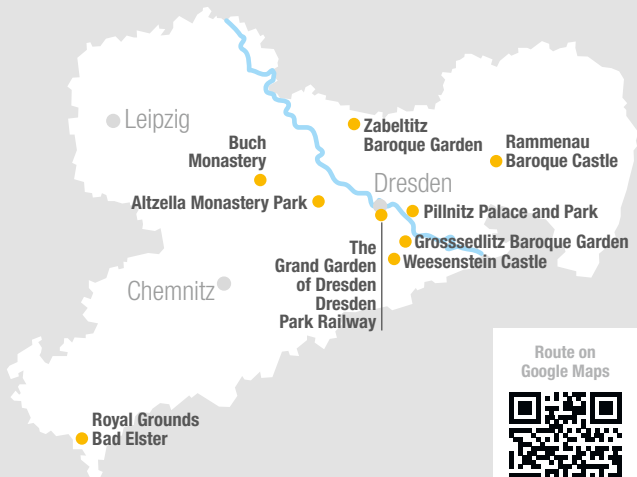 Leipzig
Buch
Monastery
Zabeltitz
Baroque Garden
Rammenau
Baroque Castle
Altzella Monastery Park
Dresden
Pillnitz Palace and Park
Grosssedlitz Baroque Garden
Weesenstein Castle
The
Grand Garden
of Dresden
Dresden
Park Railway
Chemnitz
Royal Grounds
Bad Elster
Route on
Google Maps